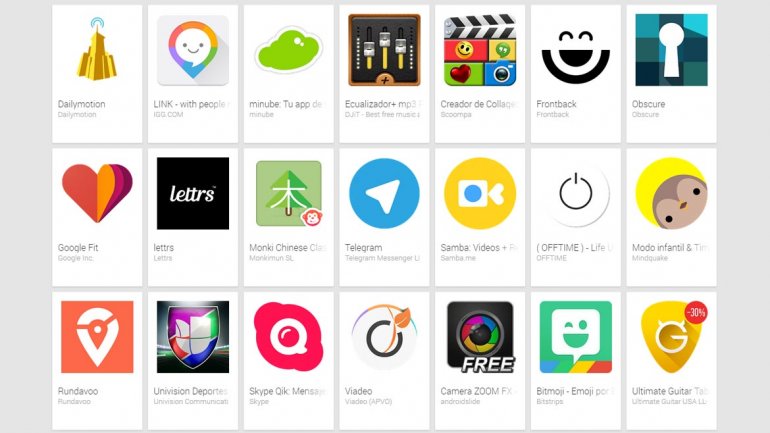 Dailymotion
Dailymotion
LINK - with people
IGG.COM
minube: Tu app de
minube
Ecualizador+ mp3
DJiT - Best free music a
Creador de Collage
Scoompa
Frontback
Frontback
Obscure
Obscure
Google Fit
Google Inc.
lettrs
lettrs
Lettrs
木
Monki Chinese Clas
Monkimun SL
Telegram
Telegram Messenger L
Samba: Videos +
Samba.me
( OFFTIME ) - Life
OFFTIME
Modo infantil & Tim
Mindquake
Rundavoo
Rundavoo
Univision Deportes
Univision Communicati
Skype Qik: Mensaje
Skype
Viadeo
Viadeo (APVO)
FREE
Camera ZOOM FX -
androidslide
Bitmoji - Emoji por
Bitstrips
G
-30%
Ultimate Guitar Tab
Ultimate Guitar USA LL